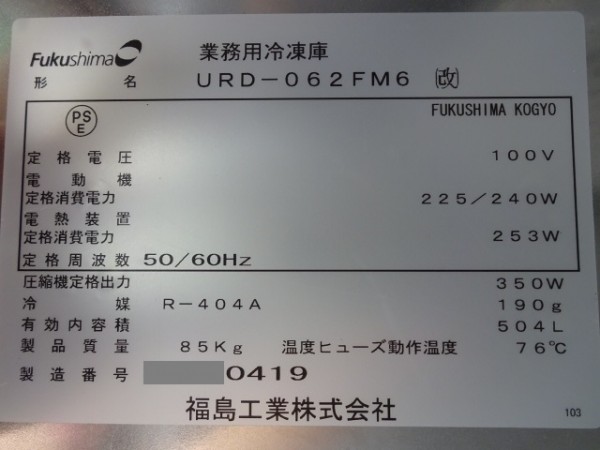 Fukushima 業務用冷凍庫
形名 URD-062FM6 (改)
PS
E
FUKUSHIMA KOGYO
定格電圧 100V
電動機
定格消費電力 225/240W
電熱装置
定格消費電力 253W
定格周波数 50/60Hz
圧縮機定格出力 350W
冷媒 R-404A 190g
有効内容積 504L
製品質量 85Kg 温度ヒューズ動作温度 76℃
製造番号 0419
福島工業株式会社
103